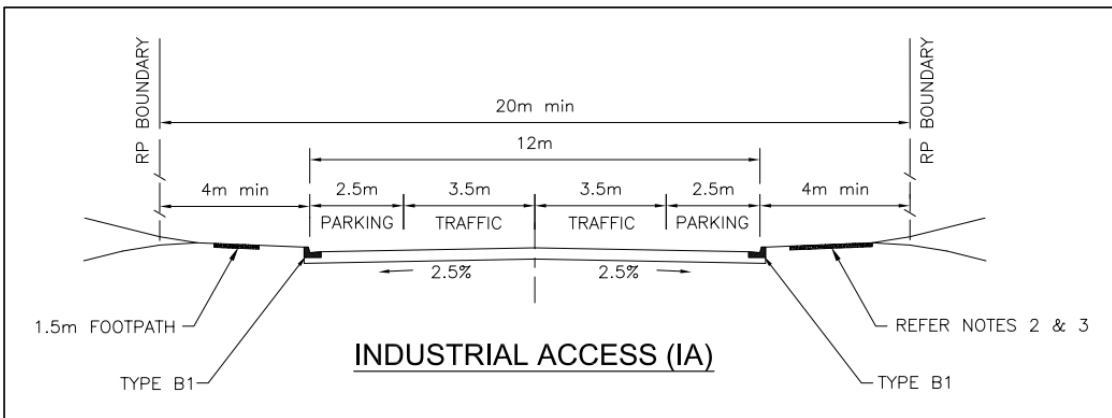 RP BOUNDARY
RP BOUNDARY
20m min
12m
4m min
2.5m
3.5m
3.5m
2.5m
4m min
PARKING
TRAFFIC
TRAFFIC
PARKING
2.5%
2.5%
1.5m FOOTPATH
REFER NOTES 2 & 3
INDUSTRIAL ACCESS (IA)
TYPE B1
TYPE B1